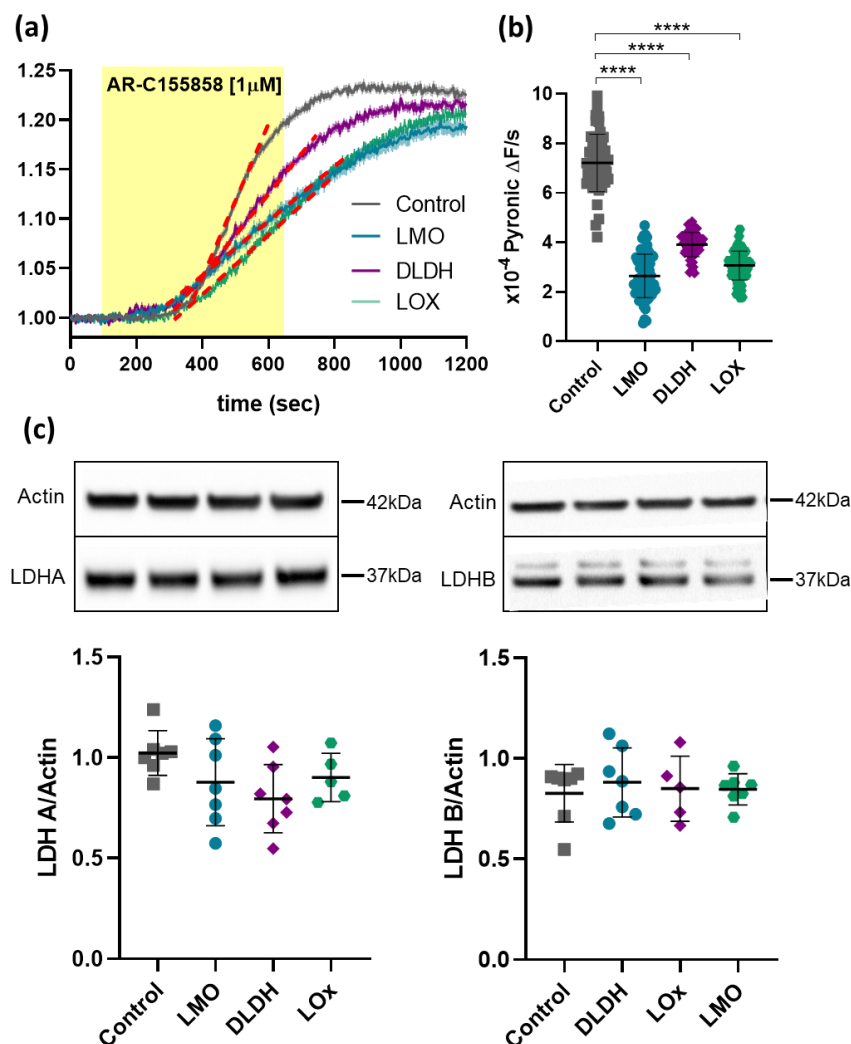 (a)
1.25
1.20
1.15
1.10
1.05
1.00
AR-C155858 [1μM]
Control
LMO
DLDH
LOX
0 200 400 600 800 1000 1200
time (sec)
(b)
****
****
****
x10⁻⁴ Pyronic ΔF/s
10
8
6
4
2
0
Control LMO DLDH LOX
(c)
Actin 42kDa
LDHA 37kDa
Actin 42kDa
LDHB 37kDa
LDH A/Actin
1.5
1.0
0.5
0.0
Control LMO DLDH LOx
LDH B/Actin
1.5
1.0
0.5
0.0
Control DLDH LOx LMO